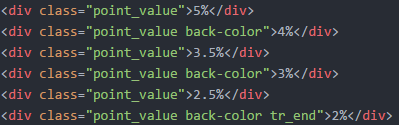 <div class="point_value">5%</div>
<div class="point_value back-color">4%</div>
<div class="point_value">3.5%</div>
<div class="point_value back-color">3%</div>
<div class="point_value">2.5%</div>
<div class="point_value back-color tr_end">2%</div>